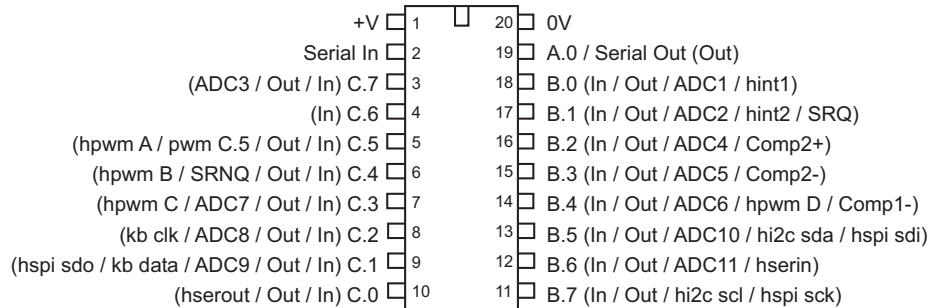 +V 1 20 0V
Serial In 2 19 A.0 / Serial Out (Out)
(ADC3 / Out / In) C.7 3 18 B.0 (In / Out / ADC1 / hint1)
(In) C.6 4 17 B.1 (In / Out / ADC2 / hint2 / SRQ)
(hpwm A / pwm C.5 / Out / In) C.5 5 16 B.2 (In / Out / ADC4 / Comp2+)
(hpwm B / SRNQ / Out / In) C.4 6 15 B.3 (In / Out / ADC5 / Comp2-)
(hpwm C / ADC7 / Out / In) C.3 7 14 B.4 (In / Out / ADC6 / hpwm D / Comp1-)
(kb clk / ADC8 / Out / In) C.2 8 13 B.5 (In / Out / ADC10 / hi2c sda / hspi sdi)
(hspi sdo / kb data / ADC9 / Out / In) C.1 9 12 B.6 (In / Out / ADC11 / hserin)
(hserout / Out / In) C.0 10 11 B.7 (In / Out / hi2c scl / hspi sck)